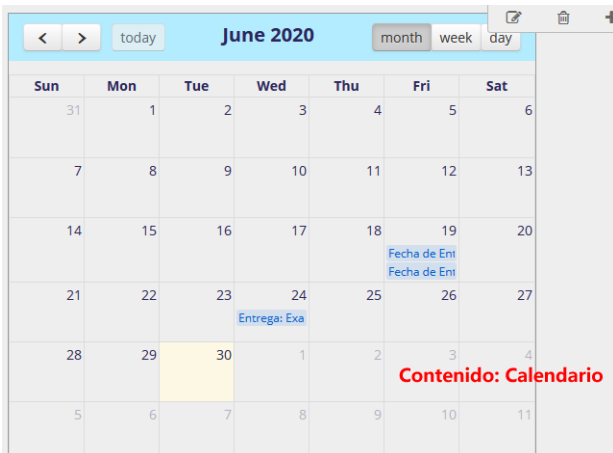 today June 2020 month week day
Sun Mon Tue Wed Thu Fri Sat
31 1 2 3 4 5 6
7 8 9 10 11 12 13
14 15 16 17 18 19 20
Fecha de Ent
Fecha de Ent
21 22 23 24 25 26 27
Entrega: Exa
28 29 30 1 2 3 4
Contenido: Calendario
5 6 7 8 9 10 11